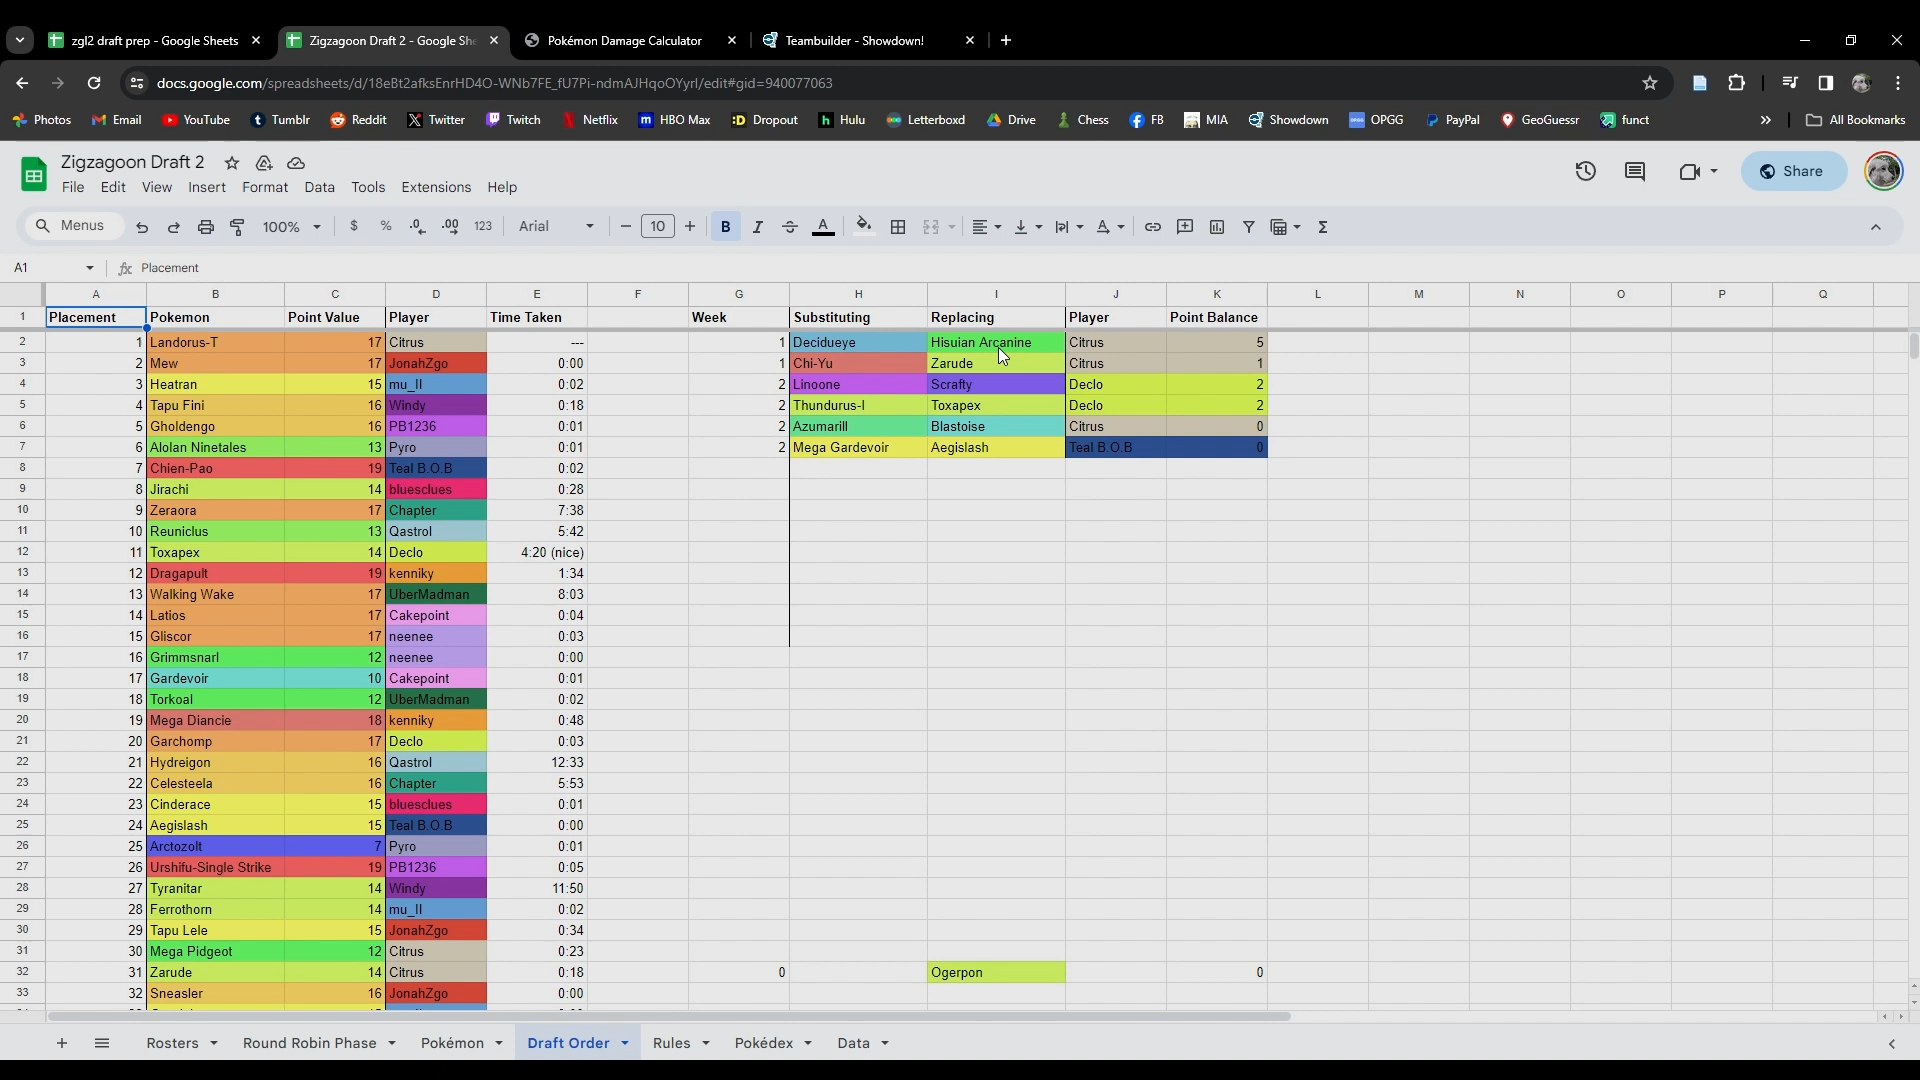 zgl2 draft prep - Google Sheets
Zigzagoon Draft 2 - Google She
Pokémon Damage Calculator
Teambuilder - Showdown!
docs.google.com/spreadsheets/d/18eBt2afksEnrHD4O-WNb7FE_fU7Pi-ndmAJHqoOYyrI/edit#gid=940077063
Photos Email YouTube Tumblr Reddit Twitter Twitch Netflix HBO Max Dropout Hulu Letterboxd Drive Chess FB MIA Showdown OPGG PayPal GeoGuessr funct All Bookmarks
Zigzagoon Draft 2
File Edit View Insert Format Data Tools Extensions Help
Share
Menus 100% $ % .0 .00 123 Arial 10 B I
A1 fx Placement
A B C D E F G H I J K L M N O P Q
1 Placement Pokemon Point Value Player Time Taken Week Substituting Replacing Player Point Balance
2 1 Landorus-T 17 Citrus --- 1 Decidueye Hisuian Arcanine Citrus 5
3 2 Mew 17 JonahZgo 0:00 1 Chi-Yu Zarude Citrus 1
4 3 Heatran 15 mu_ll 0:02 2 Linoone Scrafty Declo 2
5 4 Tapu Fini 16 Windy 0:18 2 Thundurus-I Toxapex Declo 2
6 5 Gholdengo 16 PB1236 0:01 2 Azumarill Blastoise Citrus 0
7 6 Alolan Ninetales 13 Pyro 0:01 2 Mega Gardevoir Aegislash Teal B.O.B 0
8 7 Chien-Pao 19 Teal B.O.B 0:02
9 8 Jirachi 14 bluesclues 0:28
10 9 Zeraora 17 Chapter 7:38
11 10 Reuniclus 13 Qastrol 5:42
12 11 Toxapex 14 Declo 4:20 (nice)
13 12 Dragapult 19 kenniky 1:34
14 13 Walking Wake 17 UberMadman 8:03
15 14 Latios 17 Cakepoint 0:04
16 15 Gliscor 17 neenee 0:03
17 16 Grimmsnarl 12 neenee 0:00
18 17 Gardevoir 10 Cakepoint 0:01
19 18 Torkoal 12 UberMadman 0:02
20 19 Mega Diancie 18 kenniky 0:48
21 20 Garchomp 17 Declo 0:03
22 21 Hydreigon 16 Qastrol 12:33
23 22 Celesteela 16 Chapter 5:53
24 23 Cinderace 15 bluesclues 0:01
25 24 Aegislash 15 Teal B.O.B 0:00
26 25 Arctozolt 7 Pyro 0:01
27 26 Urshifu-Single Strike 19 PB1236 0:05
28 27 Tyranitar 14 Windy 11:50
29 28 Ferrothorn 14 mu_ll 0:02
30 29 Tapu Lele 15 JonahZgo 0:34
31 30 Mega Pidgeot 12 Citrus 0:23
32 31 Zarude 14 Citrus 0:18 0 Ogerpon 0
33 32 Sneasler 16 JonahZgo 0:00
Rosters Round Robin Phase Pokémon Draft Order Rules Pokédex Data